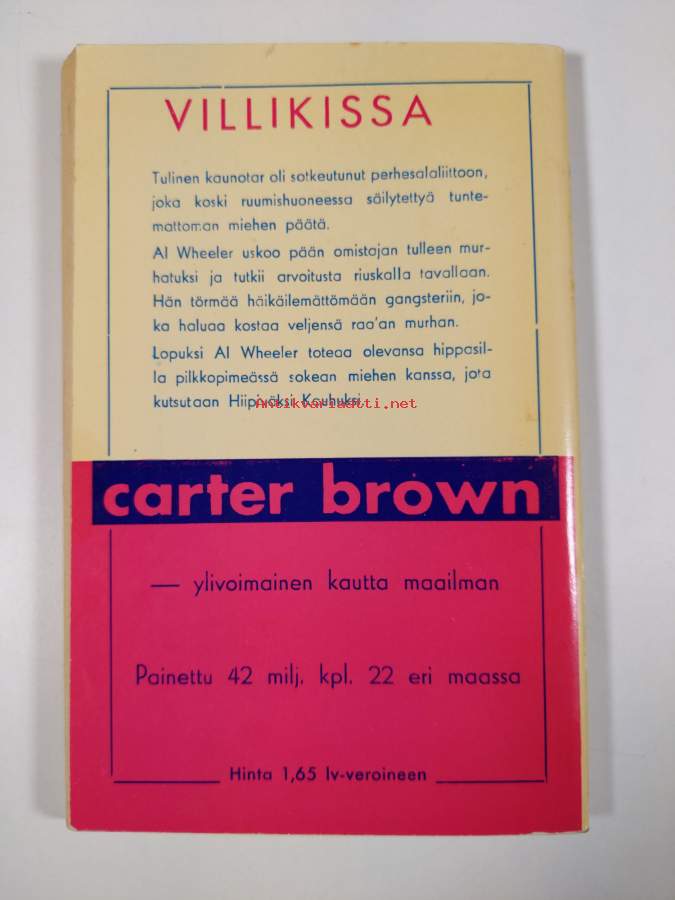 VILLIKISSA
Tulinen kaunotar oli sotkeutunut perhesalaliittoon,
joka koski ruumishuoneessa säilytettyä tunte-
mattoman miehen päätä.
Al Wheeler uskoo pään omistajan tulleen mur-
hatuksi ja tutkii arvoitusta riuskalla tavallaan.
Hän törmää häikäilemättömään gangsteriin, jo-
ka haluaa kostaa veljensä raa'an murhan.
Lopuksi Al Wheeler toteaa olevansa hippasil-
la pilkkopimeässä sokean miehen kanssa, jota
kutsutaan Hiipiväksi Kauhuksi.
Antikvariaatti.net
carter brown
— ylivoimainen kautta maailman
Painettu 42 milj. kpl. 22 eri maassa
Hinta 1,65 lv-veroineen